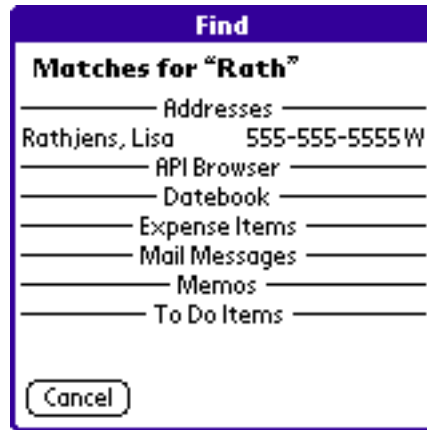 Find
Matches for “Rath”
Addresses
Rathjens, Lisa 555-555-5555 W
API Browser
Datebook
Expense Items
Mail Messages
Memos
To Do Items
Cancel